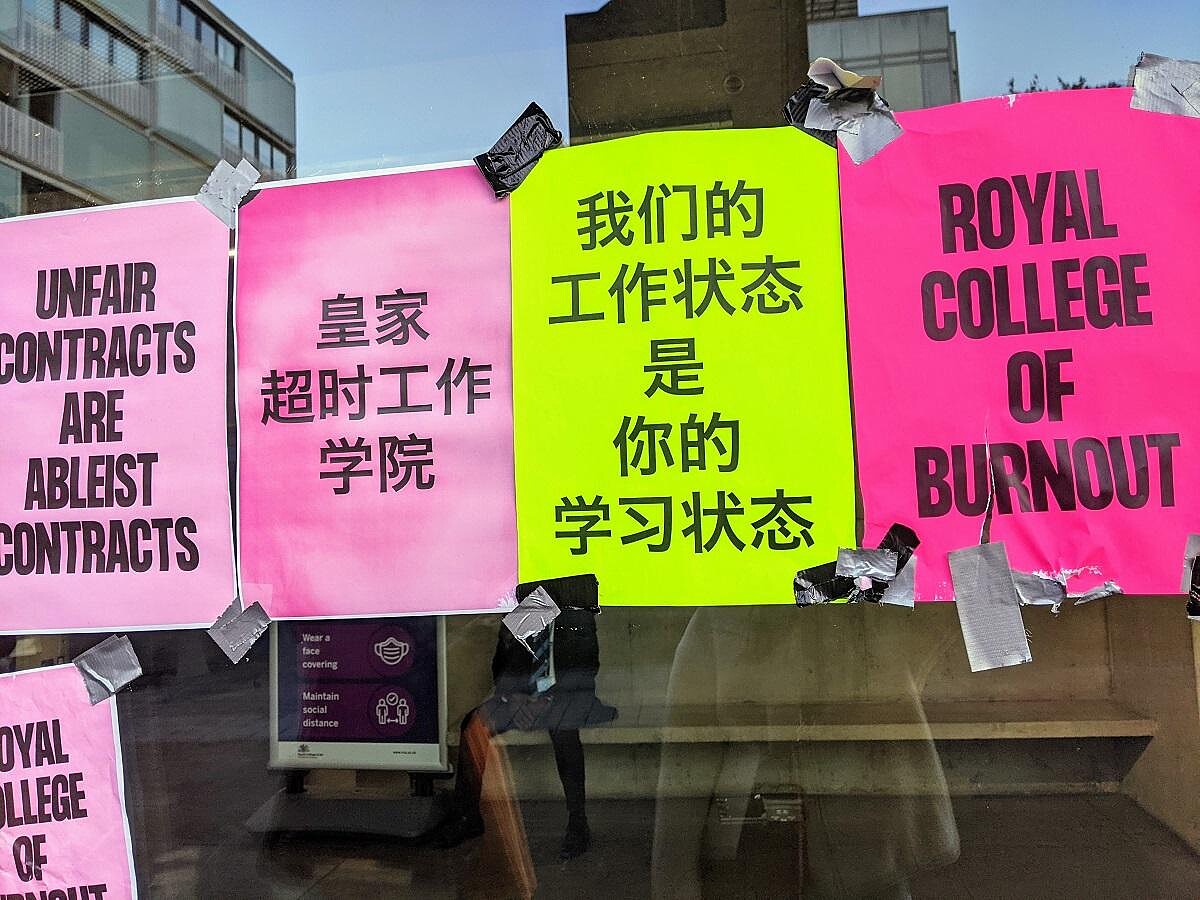 UNFAIR
CONTRACTS
ARE
ABLEIST
CONTRACTS
皇家
超时工作
学院
我们的
工作状态
是
你的
学习状态
ROYAL
COLLEGE
OF
BURNOUT
Wear a
face
covering
Maintain
social
distance
OYAL
OLLEGE
OF